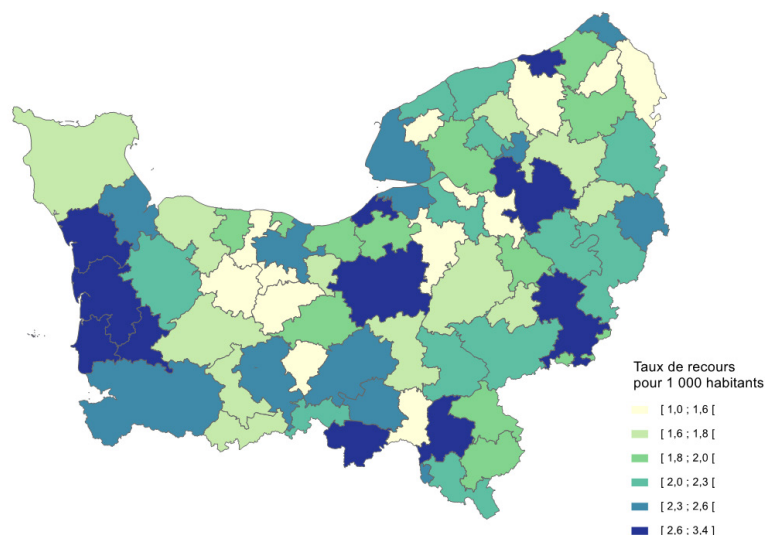 Taux de recours
pour 1 000 habitants
[ 1,0 ; 1,6 [
[ 1,6 ; 1,8 [
[ 1,8 ; 2,0 [
[ 2,0 ; 2,3 [
[ 2,3 ; 2,6 [
[ 2,6 ; 3,4 ]